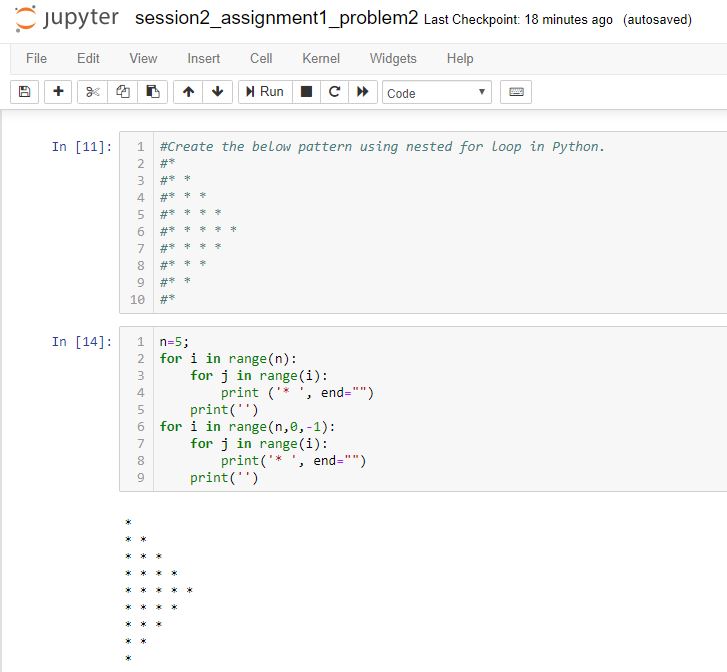 jupyter session2_assignment1_problem2 Last Checkpoint: 18 minutes ago (autosaved)
File Edit View Insert Cell Kernel Widgets Help
Run Code
In [11]:
1 #Create the below pattern using nested for loop in Python.
2 #*
3 #* *
4 #* * *
5 #* * * *
6 #* * * * *
7 #* * * *
8 #* * *
9 #* *
10 #*
In [14]:
1 n=5;
2 for i in range(n):
3     for j in range(i):
4         print ('* ', end="")
5     print('')
6 for i in range(n,0,-1):
7     for j in range(i):
8         print('* ', end="")
9     print('')
*
* *
* * *
* * * *
* * * * *
* * * *
* * *
* *
*